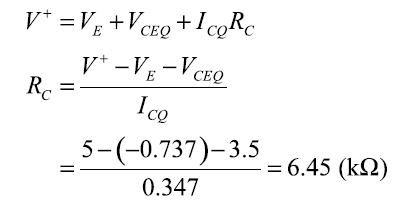 V⁺ = V_E + V_CEQ + I_CQ R_C
R_C = (V⁺ − V_E − V_CEQ) / I_CQ
= (5 − (−0.737) − 3.5) / 0.347 = 6.45 (kΩ)